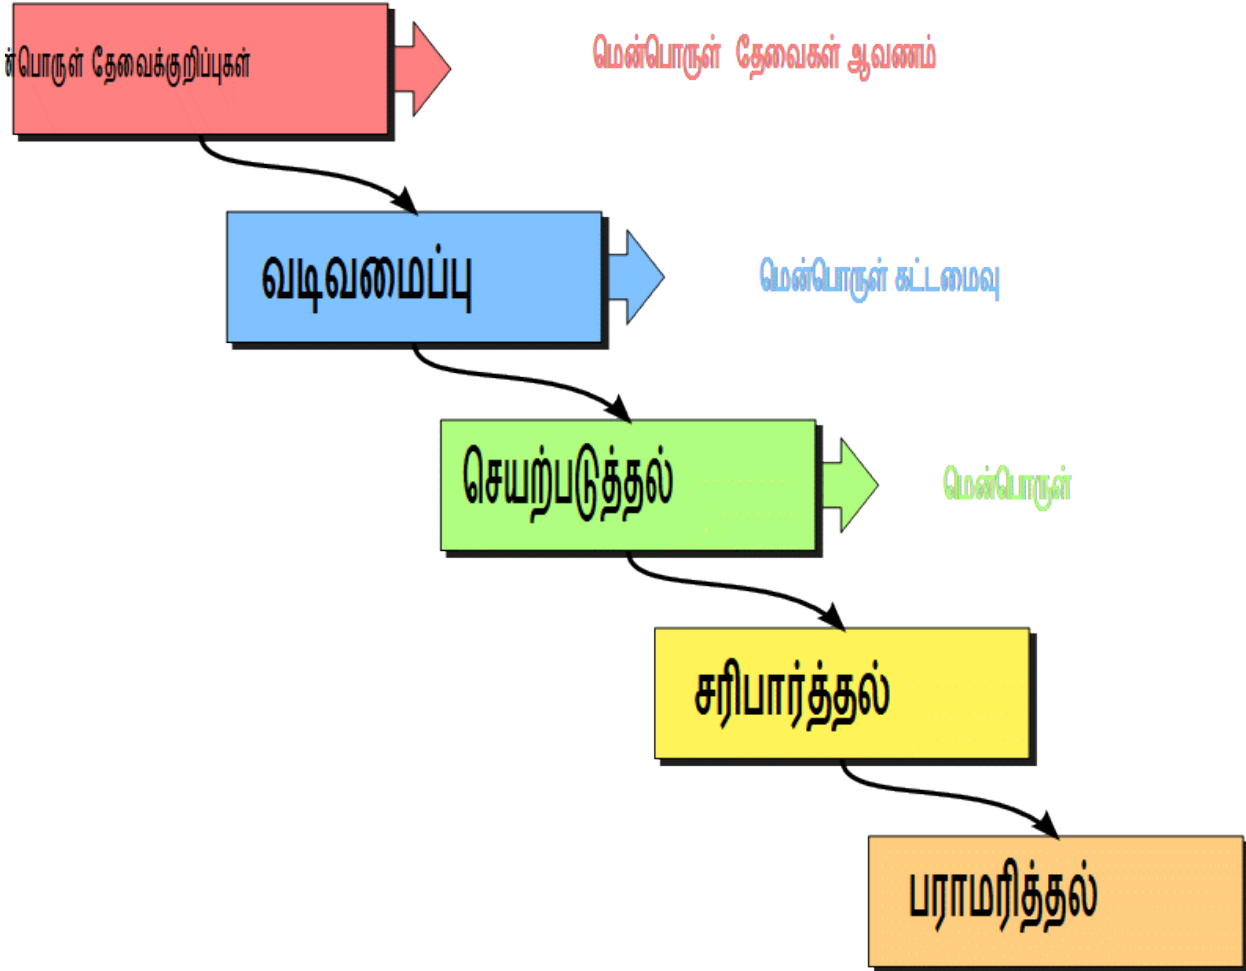 ன்பொருள் தேவைக்குறிப்புகள்
மென்பொருள் தேவைகள் ஆவணம்
வடிவமைப்பு
மென்பொருள் கட்டமைவு
செயற்படுத்தல்
மென்பொருள்
சரிபார்த்தல்
பராமரித்தல்